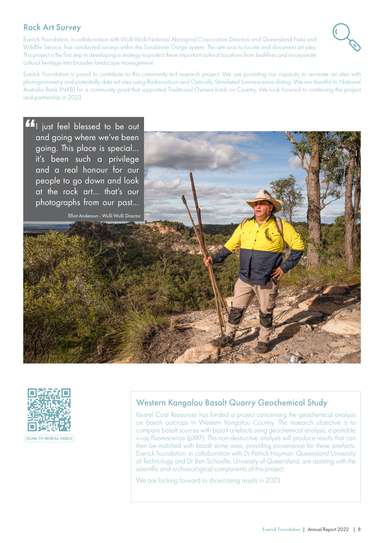 Rock Art Survey
Everick Foundation, in collaboration with Wulli Wulli National Aboriginal Corporation Directors and Queensland Parks and
Wildlife Service, has conducted surveys within the Sandstone Gorge system. The aim was to locate and document art sites.
This project is the first step in developing a strategy to protect these important cultural locations from bushfires and incorporate
cultural heritage into broader landscape management.
Everick Foundation is proud to contribute to this community-led research project. We are providing our capacity to recreate art sites with
photogrammetry and potentially date art sites using Radiocarbon and Optically Stimulated Luminescence dating. We are thankful to National
Australia Bank (NAB) for a community grant that supported Traditional Owners back on Country. We look forward to continuing the project
and partnership in 2023.
“I just feel blessed to be out
and going where we've been
going. This place is special...
it's been such a privilege
and a real honour for our
people to go down and look
at the rock art... that's our
photographs from our past...
Elliot Anderson - Wulli Wulli Director
SCAN TO WATCH VIDEO
Western Kangalou Basalt Quarry Geochemical Study
Kestrel Coal Resources has funded a project concerning the geochemical analysis
on basalt outcrops in Western Kangalou Country. The research objective is to
compare basalt sources with basalt artefacts using geochemical analysis, a portable
x-ray fluorescence (pXRF). This non-destructive analysis will produce results that can
then be matched with basalt stone axes, providing provenance for these artefacts.
Everick Foundation, in collaboration with Dr Patrick Hayman, Queensland University
of Technology and Dr Ben Schoville, University of Queensland, are assisting with the
scientific and archaeological components of this project.
We are looking forward to showcasing results in 2023.
Everick Foundation | Annual Report 2022 | 8